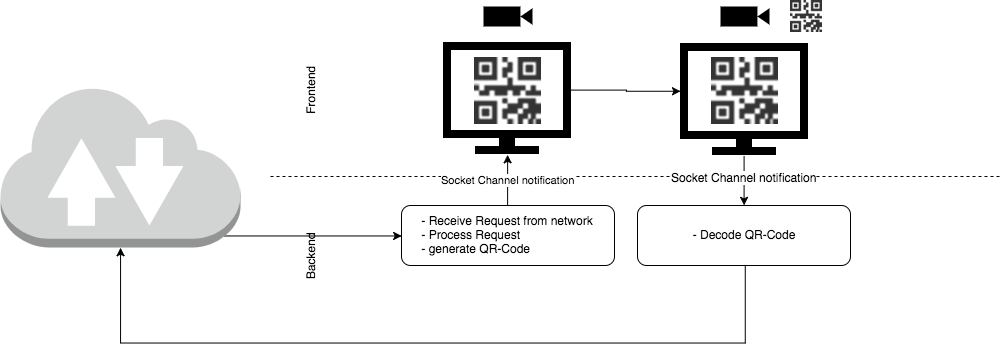 Frontend
Socket Channel notification
Socket Channel notification
Backend
- Receive Request from network
- Process Request
- generate QR-Code
- Decode QR-Code